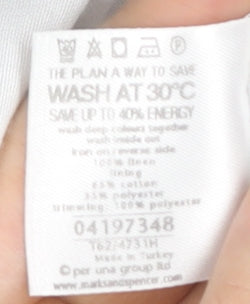 THE PLAN A WAY TO SAVE
WASH AT 30°C
SAVE UP TO 40% ENERGY
wash deep colours together
wash inside out
iron on reverse side
100% linen
lining
65% cotton
35% polyester
trimming: 100% polyester
04197348
T62/4731H
Made in Turkey
© per una group ltd
www.marksandspencer.com